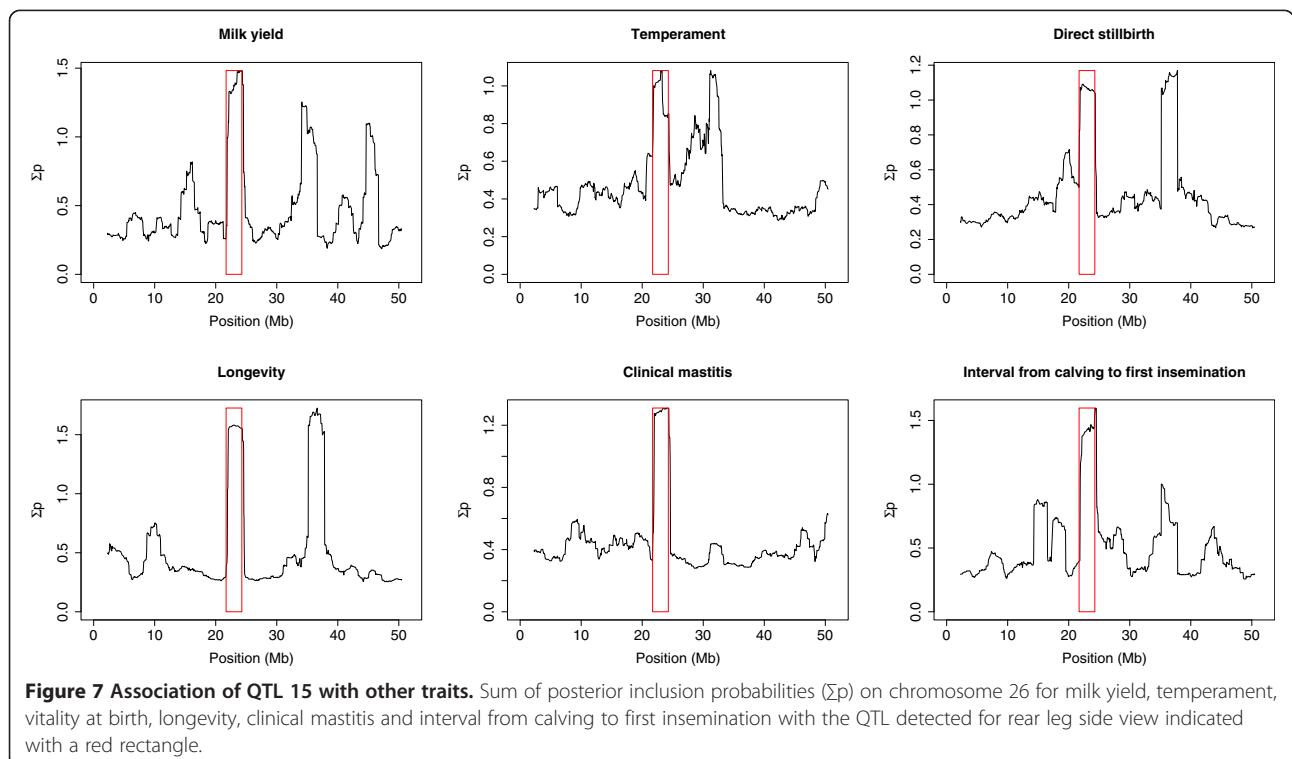 Milk yield
Temperament
Direct stillbirth
Σp
0.0 0.5 1.0 1.5
0 10 20 30 40 50
Position (Mb)
Σp
0.0 0.2 0.4 0.6 0.8 1.0
0 10 20 30 40 50
Position (Mb)
Σp
0.0 0.2 0.4 0.6 0.8 1.0 1.2
0 10 20 30 40 50
Position (Mb)
Longevity
Clinical mastitis
Interval from calving to first insemination
Σp
0.0 0.5 1.0 1.5
0 10 20 30 40 50
Position (Mb)
Σp
0.0 0.4 0.8 1.2
0 10 20 30 40 50
Position (Mb)
Σp
0.0 0.5 1.0 1.5
0 10 20 30 40 50
Position (Mb)
Figure 7 Association of QTL 15 with other traits. Sum of posterior inclusion probabilities (Σp) on chromosome 26 for milk yield, temperament,
vitality at birth, longevity, clinical mastitis and interval from calving to first insemination with the QTL detected for rear leg side view indicated
with a red rectangle.